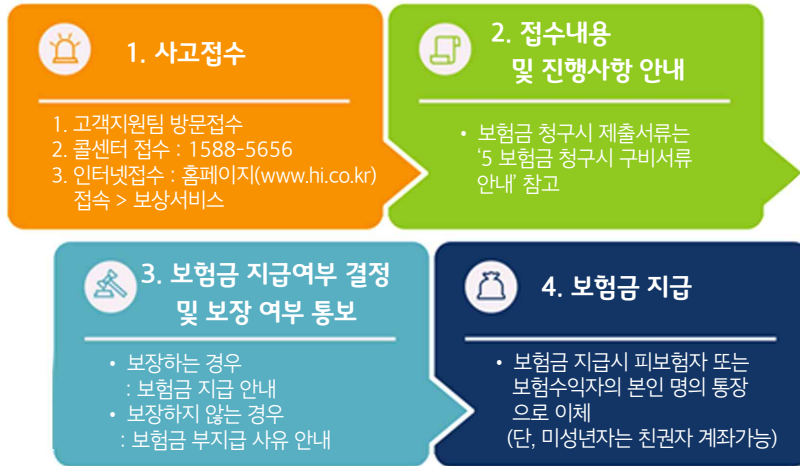 1. 사고접수
1. 고객지원팀 방문접수
2. 콜센터 접수 : 1588-5656
3. 인터넷접수 : 홈페이지(www.hi.co.kr)
접속 > 보상서비스
2. 접수내용
및 진행사항 안내
• 보험금 청구시 제출서류는
‘5 보험금 청구시 구비서류
안내’ 참고
3. 보험금 지급여부 결정
및 보장 여부 통보
• 보장하는 경우
: 보험금 지급 안내
• 보장하지 않는 경우
: 보험금 부지급 사유 안내
4. 보험금 지급
• 보험금 지급시 피보험자 또는
보험수익자의 본인 명의 통장
으로 이체
(단, 미성년자는 친권자 계좌가능)